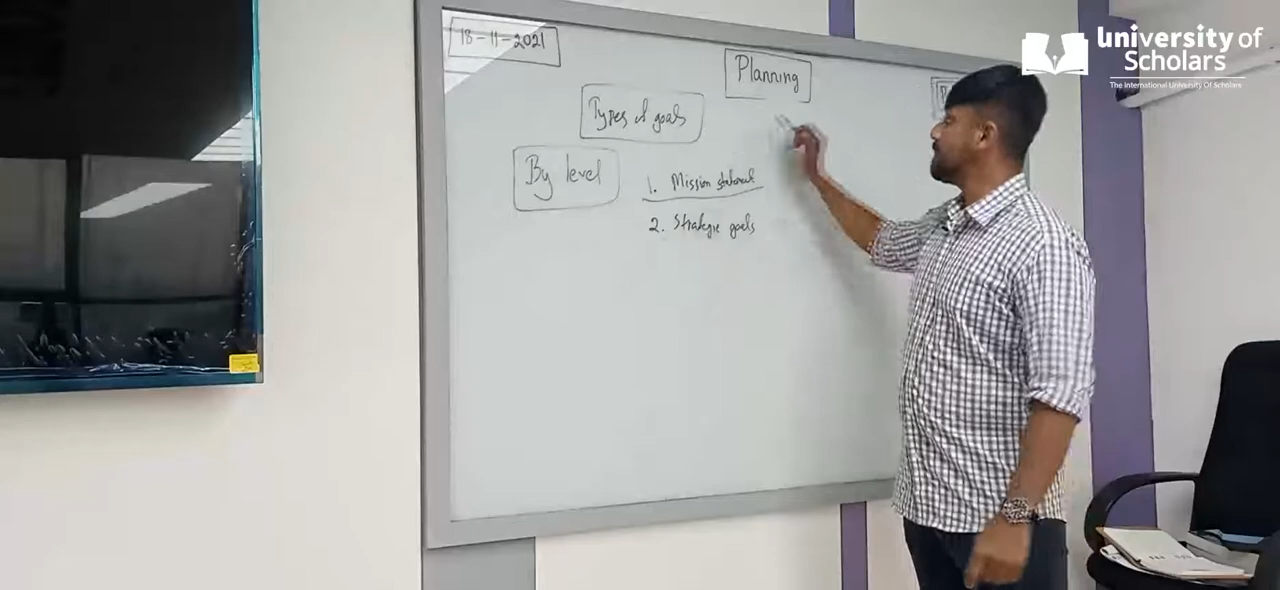 18-11-2021
Planning
Types of goals
By level
1. Mission statement
2. Strategic goals
University of
Scholars
The International University Of Scholars